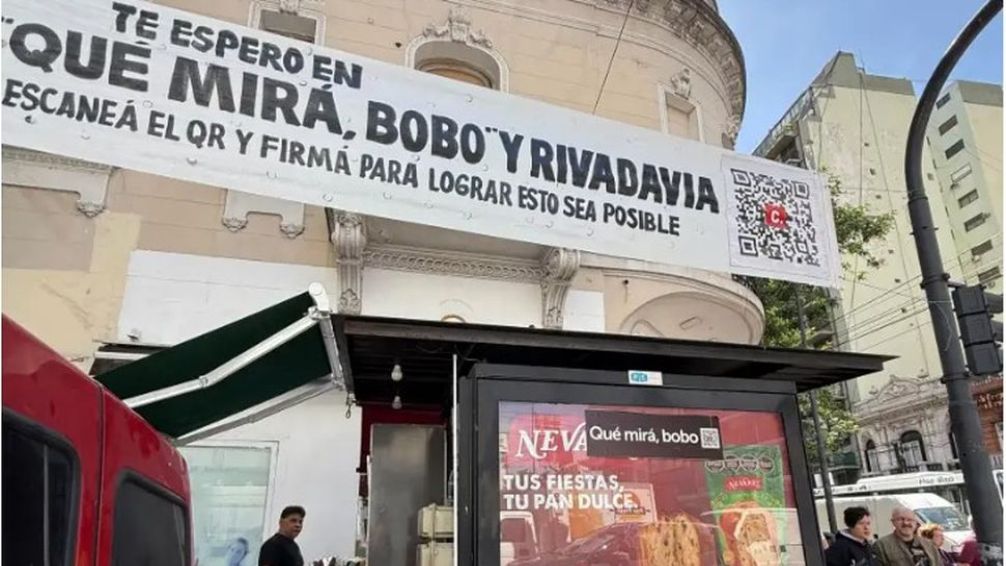 TE ESPERO EN
"QUÉ MIRÁ, BOBO" Y RIVADAVIA
ESCANEÁ EL QR Y FIRMÁ PARA LOGRAR ESTO SEA POSIBLE
C.
NEVA
Qué mirá, bobo
TUS FIESTAS,
TU PAN DULCE.